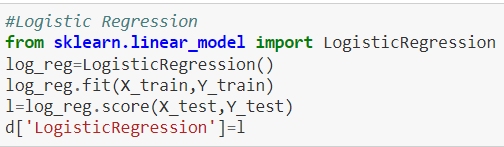 #Logistic Regression
from sklearn.linear_model import LogisticRegression
log_reg=LogisticRegression()
log_reg.fit(X_train,Y_train)
l=log_reg.score(X_test,Y_test)
d['LogisticRegression']=l